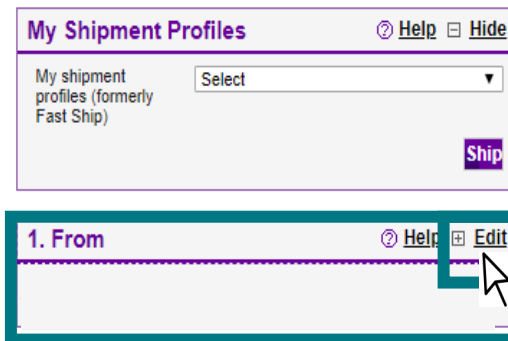 My Shipment Profiles Help Hide
My shipment Select
profiles (formerly
Fast Ship)
Ship
1. From Help Edit